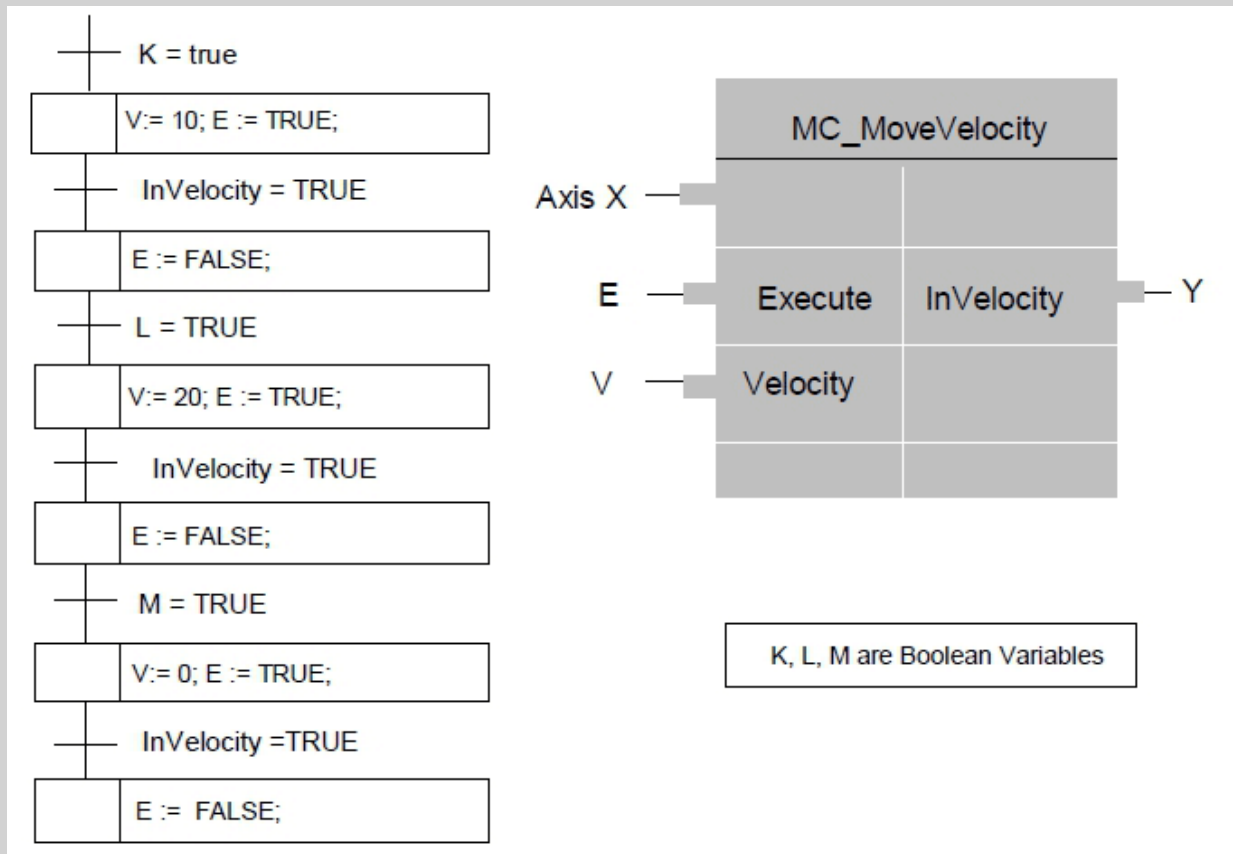 K = true
V:= 10; E := TRUE;
InVelocity = TRUE
E := FALSE;
L = TRUE
V:= 20; E := TRUE;
InVelocity = TRUE
E := FALSE;
M = TRUE
V:= 0; E := TRUE;
InVelocity =TRUE
E := FALSE;
MC_MoveVelocity
Axis X
E
Execute
InVelocity
Y
V
Velocity
K, L, M are Boolean Variables